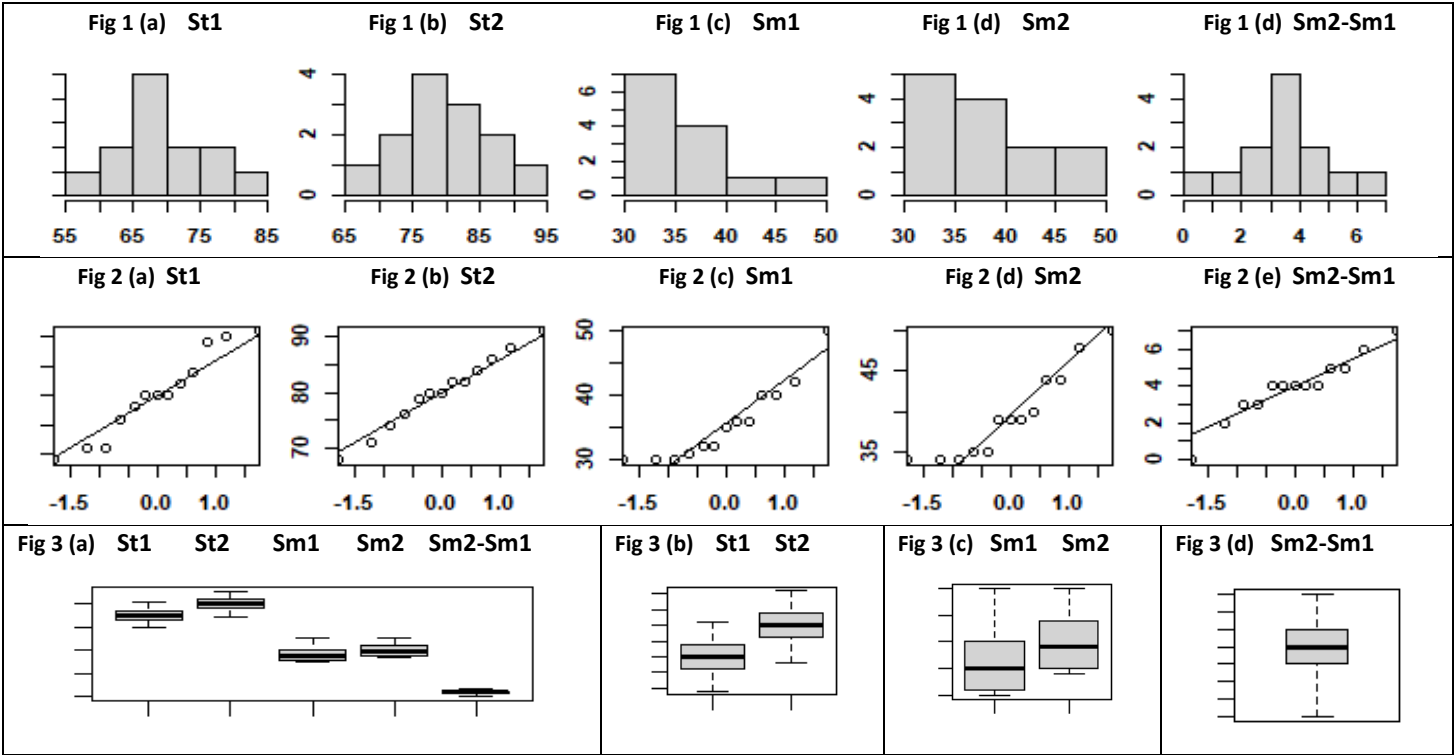 Fig 1 (a) St1
Fig 1 (b) St2
Fig 1 (c) Sm1
Fig 1 (d) Sm2
Fig 1 (d) Sm2-Sm1
55 65 75 85
0 2 4
65 75 85 95
0 2 4 6
30 35 40 45 50
0 2 4
30 35 40 45 50
0 2 4
0 2 4 6
Fig 2 (a) St1
Fig 2 (b) St2
Fig 2 (c) Sm1
Fig 2 (d) Sm2
Fig 2 (e) Sm2-Sm1
-1.5 0.0 1.0
70 80 90
-1.5 0.0 1.0
30 40 50
-1.5 0.0 1.0
35 45
-1.5 0.0 1.0
0 2 4 6
-1.5 0.0 1.0
Fig 3 (a) St1 St2 Sm1 Sm2 Sm2-Sm1
Fig 3 (b) St1 St2
Fig 3 (c) Sm1 Sm2
Fig 3 (d) Sm2-Sm1